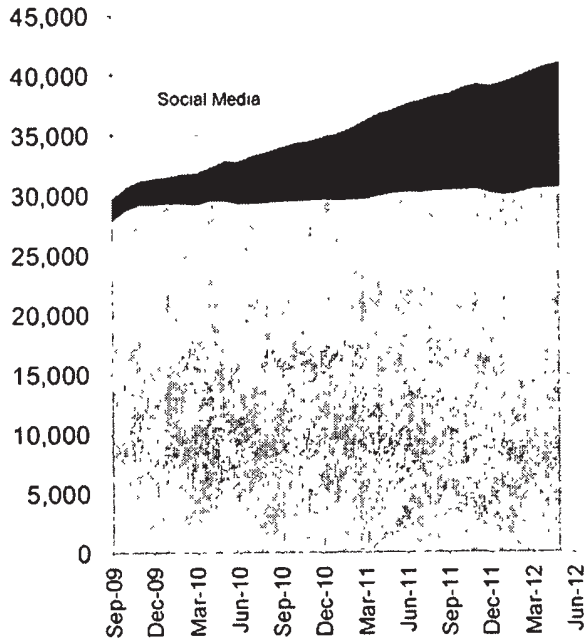 45,000
40,000
Social Media
35,000
30,000
25,000
20,000
15,000
10,000
5,000
0
Sep-09
Dec-09
Mar-10
Jun-10
Sep-10
Dec-10
Mar-11
Jun-11
Sep-11
Dec-11
Mar-12
Jun-12